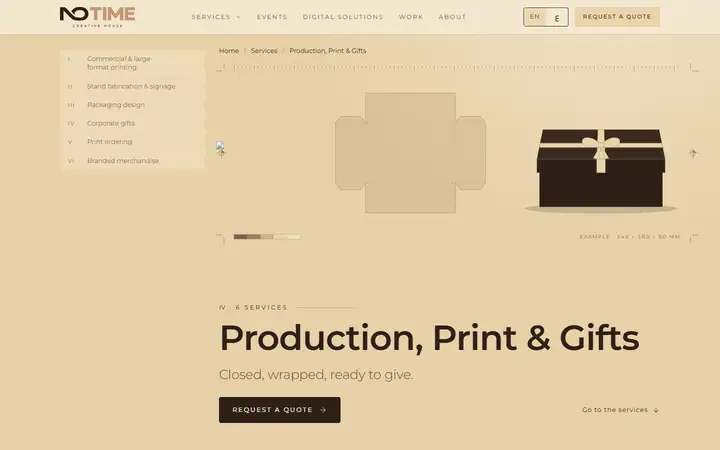 NO TIME
CREATIVE HOUSE
SERVICES
EVENTS
DIGITAL SOLUTIONS
WORK
ABOUT
EN
ع
REQUEST A QUOTE
Home / Services / Production, Print & Gifts
I Commercial & large-
format printing
II Stand fabrication & signage
III Packaging design
IV Corporate gifts
V Print ordering
VI Branded merchandise
EXAMPLE 240 × 160 × 80 MM
IV 6 SERVICES
Production, Print & Gifts
Closed, wrapped, ready to give.
REQUEST A QUOTE →
Go to the services ↓